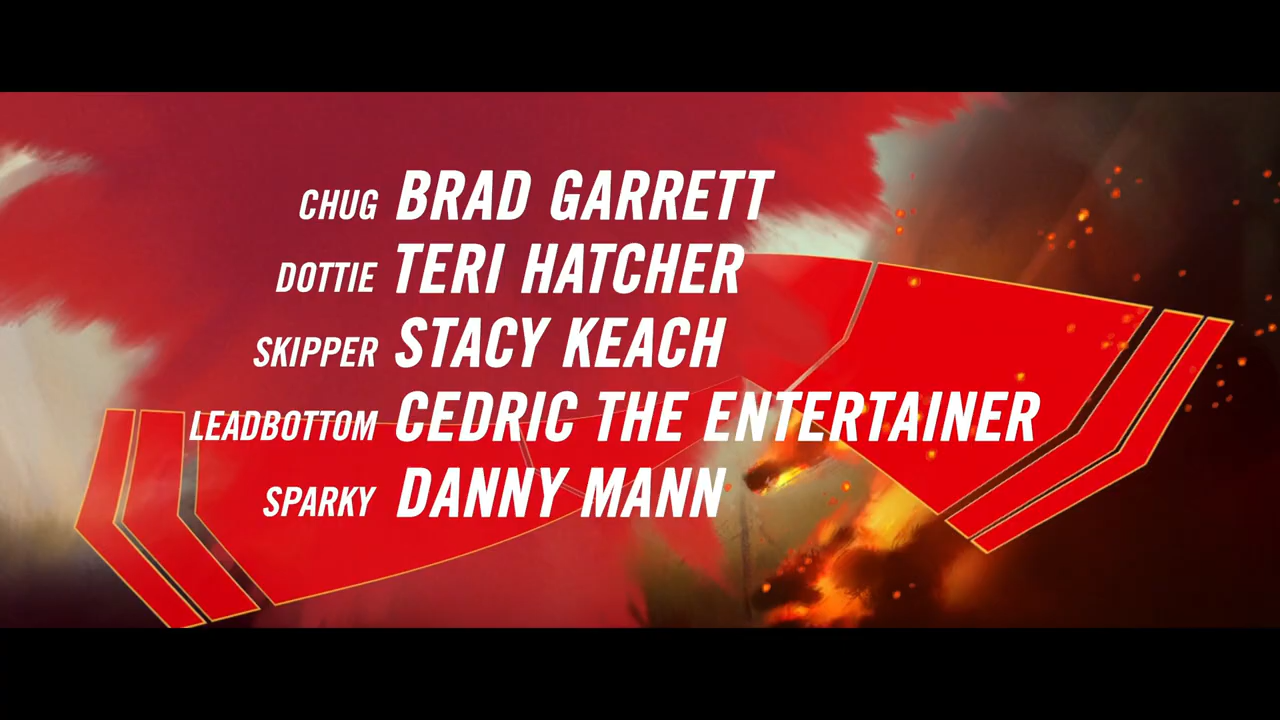 CHUG BRAD GARRETT
DOTTIE TERI HATCHER
SKIPPER STACY KEACH
LEADBOTTOM CEDRIC THE ENTERTAINER
SPARKY DANNY MANN